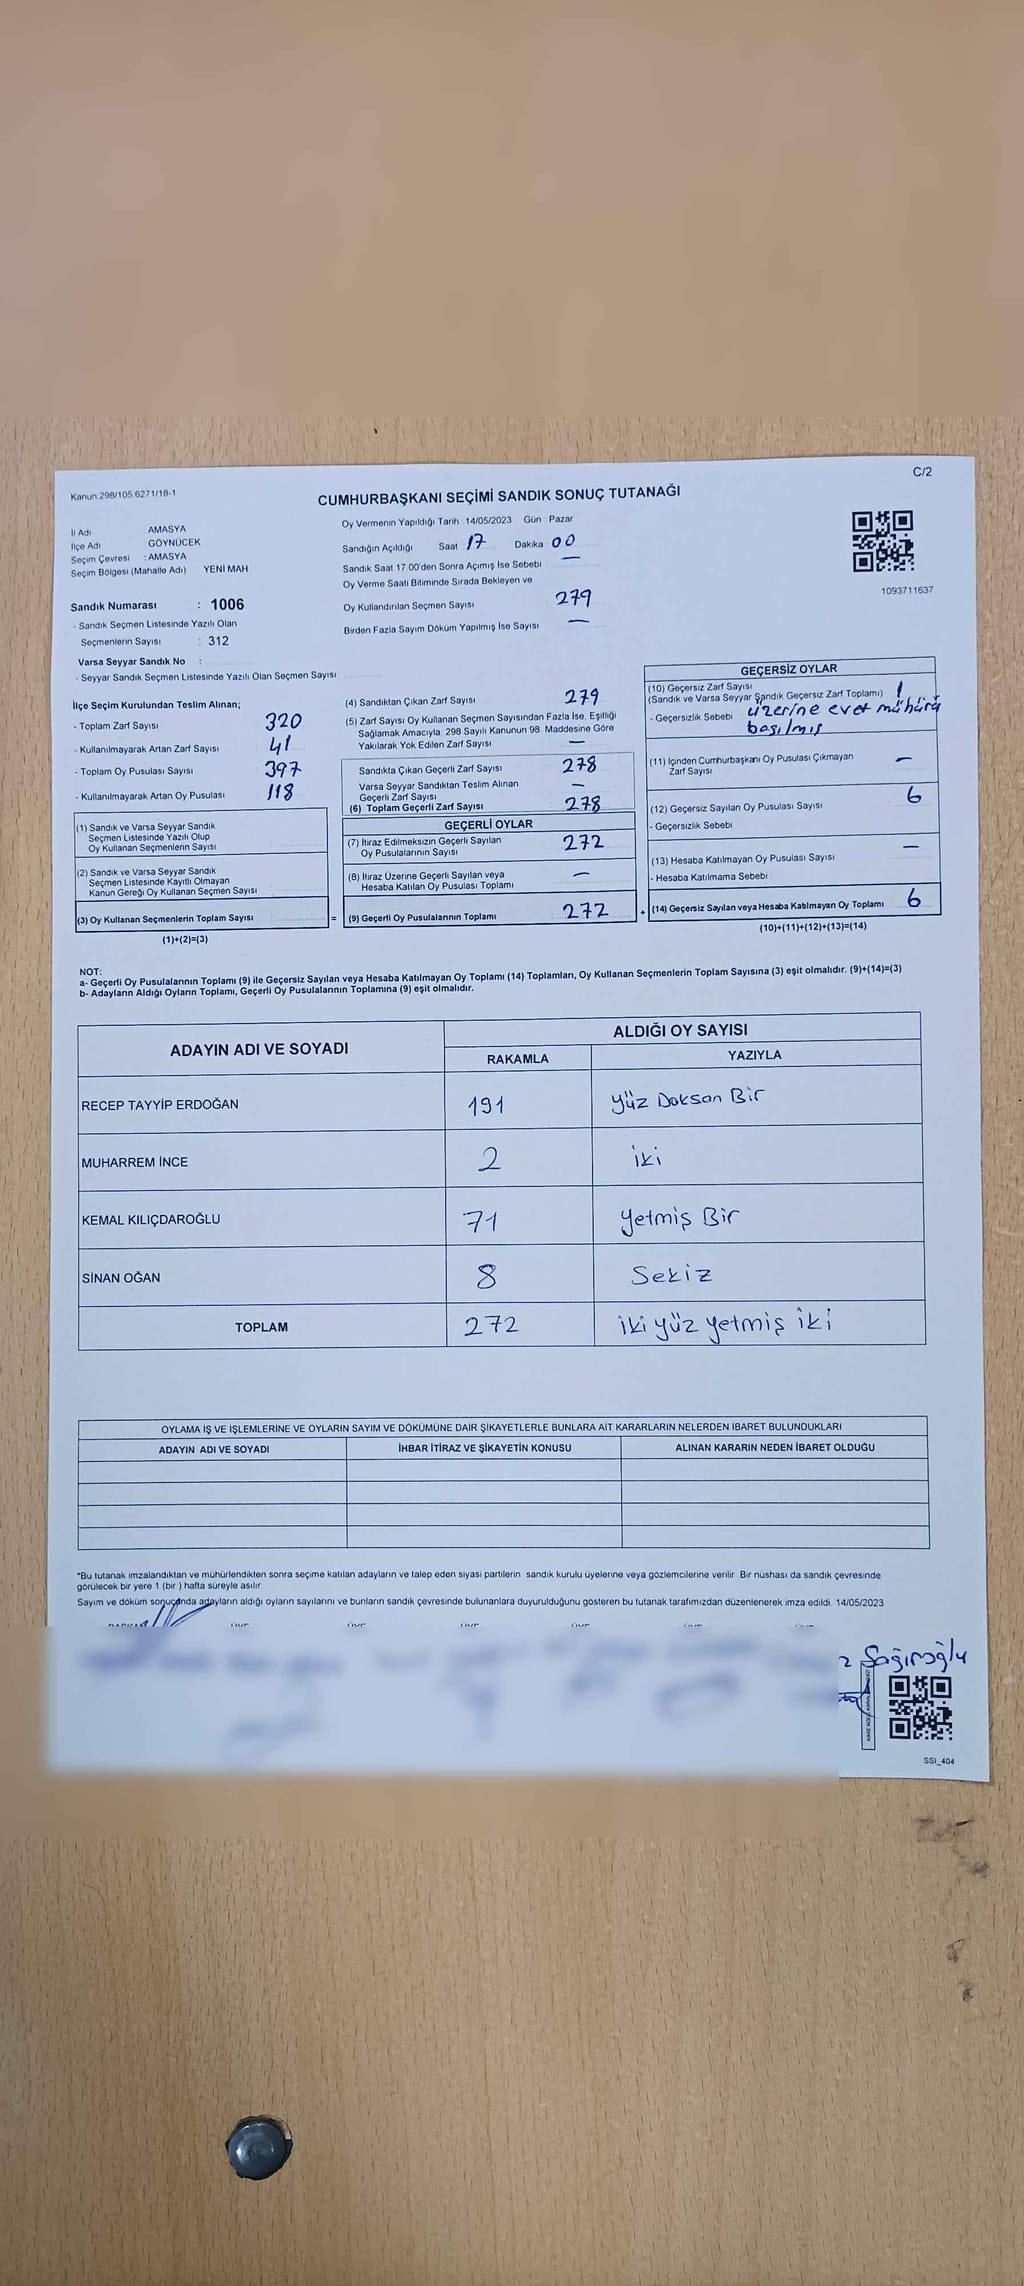 C/2
Kanun 298/105 6271/18-1
CUMHURBAŞKANI SEÇİMİ SANDIK SONUÇ TUTANAĞI
İl Adı AMASYA
İlçe Adı GÖYNÜCEK
Seçim Çevresi : AMASYA
Seçim Bölgesi (Mahalle Adı) : YENİ MAH
Sandık Numarası : 1006
- Sandık Seçmen Listesinde Yazılı Olan
Seçmenlerin Sayısı : 312
Varsa Seyyar Sandık No :
- Seyyar Sandık Seçmen Listesinde Yazılı Olan Seçmen Sayısı
Oy Vermenin Yapıldığı Tarih 14/05/2023 Gün Pazar
Sandığın Açıldığı Saat 17 Dakika 00
Sandık Saat 17 00'den Sonra Açımış İse Sebebi —
Oy Verme Saati Bitiminde Sırada Bekleyen ve
Oy Kullandırılan Seçmen Sayısı 279
Birden Fazla Sayım Döküm Yapılmış İse Sayısı —
1093711637
İlçe Seçim Kurulundan Teslim Alınan;
- Toplam Zarf Sayısı 320
- Kullanılmayarak Artan Zarf Sayısı 41
- Toplam Oy Pusulası Sayısı 397
- Kullanılmayarak Artan Oy Pusulası 118
(1) Sandık ve Varsa Seyyar Sandık
Seçmen Listesinde Yazılı Olup
Oy Kullanan Seçmenlerin Sayısı
(2) Sandık ve Varsa Seyyar Sandık
Seçmen Listesinde Kayıtlı Olmayan
Kanun Gereği Oy Kullanan Seçmen Sayısı
(3) Oy Kullanan Seçmenlerin Toplam Sayısı =
(1)+(2)=(3)
(4) Sandıktan Çıkan Zarf Sayısı 279
(5) Zarf Sayısı Oy Kullanan Seçmen Sayısından Fazla İse, Eşitliği
Sağlamak Amacıyla, 298 Sayılı Kanunun 98. Maddesine Göre
Yakılarak Yok Edilen Zarf Sayısı —
Sandıkta Çıkan Geçerli Zarf Sayısı 278
Varsa Seyyar Sandıktan Teslim Alınan
Geçerli Zarf Sayısı —
(6) Toplam Geçerli Zarf Sayısı 278
GEÇERLİ OYLAR
(7) İtiraz Edilmeksizin Geçerli Sayılan
Oy Pusulalarının Sayısı 272
(8) İtiraz Üzerine Geçerli Sayılan veya
Hesaba Katılan Oy Pusulası Toplamı —
(9) Geçerli Oy Pusulalarının Toplamı 272 +
GEÇERSİZ OYLAR
(10) Geçersiz Zarf Sayısı
(Sandık ve Varsa Seyyar Sandık Geçersiz Zarf Toplamı) 1
- Geçersizlik Sebebi üzerine evet mührü
basılmış
(11) İçinden Cumhurbaşkanı Oy Pusulası Çıkmayan
Zarf Sayısı —
(12) Geçersiz Sayılan Oy Pusulası Sayısı 6
- Geçersizlik Sebebi
(13) Hesaba Katılmayan Oy Pusulası Sayısı —
- Hesaba Katılmama Sebebi
(14) Geçersiz Sayılan veya Hesaba Katılmayan Oy Toplamı 6
(10)+(11)+(12)+(13)=(14)
NOT:
a- Geçerli Oy Pusulalarının Toplamı (9) ile Geçersiz Sayılan veya Hesaba Katılmayan Oy Toplamı (14) Toplamları, Oy Kullanan Seçmenlerin Toplam Sayısına (3) eşit olmalıdır. (9)+(14)=(3)
b- Adayların Aldığı Oyların Toplamı, Geçerli Oy Pusulalarının Toplamına (9) eşit olmalıdır.
ADAYIN ADI VE SOYADI ALDIĞI OY SAYISI
RAKAMLA YAZIYLA
RECEP TAYYİP ERDOĞAN 191 Yüz Doksan Bir
MUHARREM İNCE 2 iki
KEMAL KILIÇDAROĞLU 71 Yetmiş Bir
SİNAN OĞAN 8 Sekiz
TOPLAM 272 iki yüz yetmiş iki
OYLAMA İŞ VE İŞLEMLERİNE VE OYLARIN SAYIM VE DÖKÜMÜNE DAİR ŞİKAYETLERLE BUNLARA AİT KARARLARIN NELERDEN İBARET BULUNDUKLARI
ADAYIN ADI VE SOYADI İHBAR İTİRAZ VE ŞİKAYETİN KONUSU ALINAN KARARIN NEDEN İBARET OLDUĞU
*Bu tutanak imzalandıktan ve mühürlendikten sonra seçime katılan adayların ve talep eden siyasi partilerin sandık kurulu üyelerine veya gözlemcilerine verilir. Bir nüshası da sandık çevresinde
görülecek bir yere 1 (bir ) hafta süreyle asılır.
Sayım ve döküm sonucunda adayların aldığı oyların sayılarını ve bunların sandık çevresinde bulunanlara duyurulduğunu gösteren bu tutanak tarafımızdan düzenlenerek imza edildi. 14/05/2023
Sağıroğlu
SSI_404